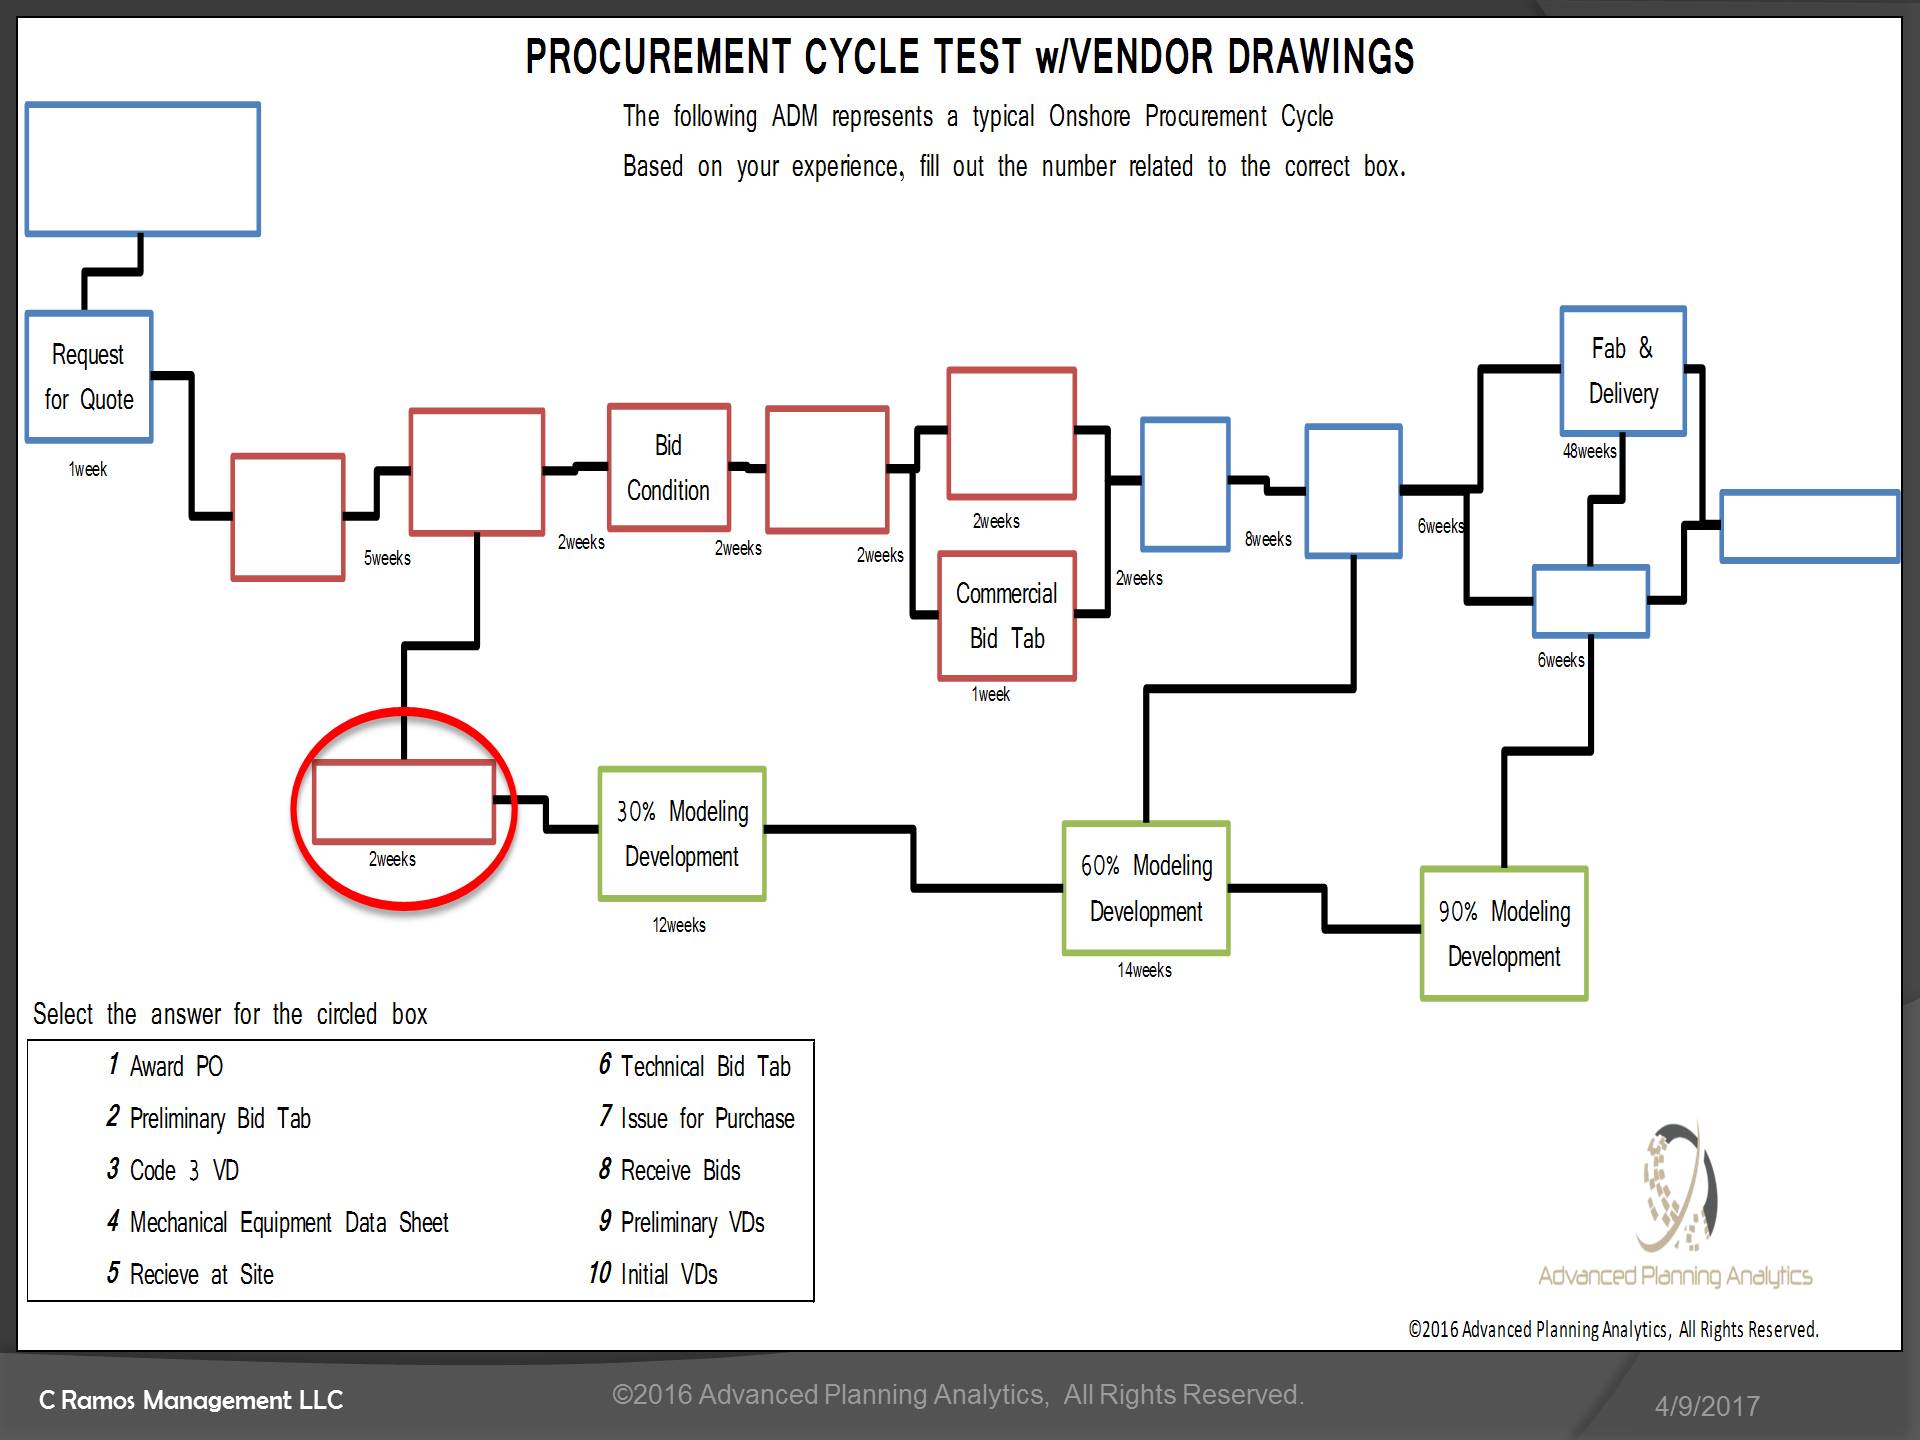 PROCUREMENT CYCLE TEST w/VENDOR DRAWINGS
The following ADM represents a typical Onshore Procurement Cycle
Based on your experience, fill out the number related to the correct box.
Request
for Quote
1week
5weeks
2weeks
Bid
Condition
2weeks
2weeks
2weeks
Commercial
Bid Tab
1week
2weeks
8weeks
6weeks
Fab &
Delivery
48weeks
6weeks
2weeks
30% Modeling
Development
12weeks
60% Modeling
Development
14weeks
90% Modeling
Development
Select the answer for the circled box
1 Award PO
2 Preliminary Bid Tab
3 Code 3 VD
4 Mechanical Equipment Data Sheet
5 Recieve at Site
6 Technical Bid Tab
7 Issue for Purchase
8 Receive Bids
9 Preliminary VDs
10 Initial VDs
Advanced Planning Analytics
©2016 Advanced Planning Analytics, All Rights Reserved.
C Ramos Management LLC
©2016 Advanced Planning Analytics, All Rights Reserved.
4/9/2017